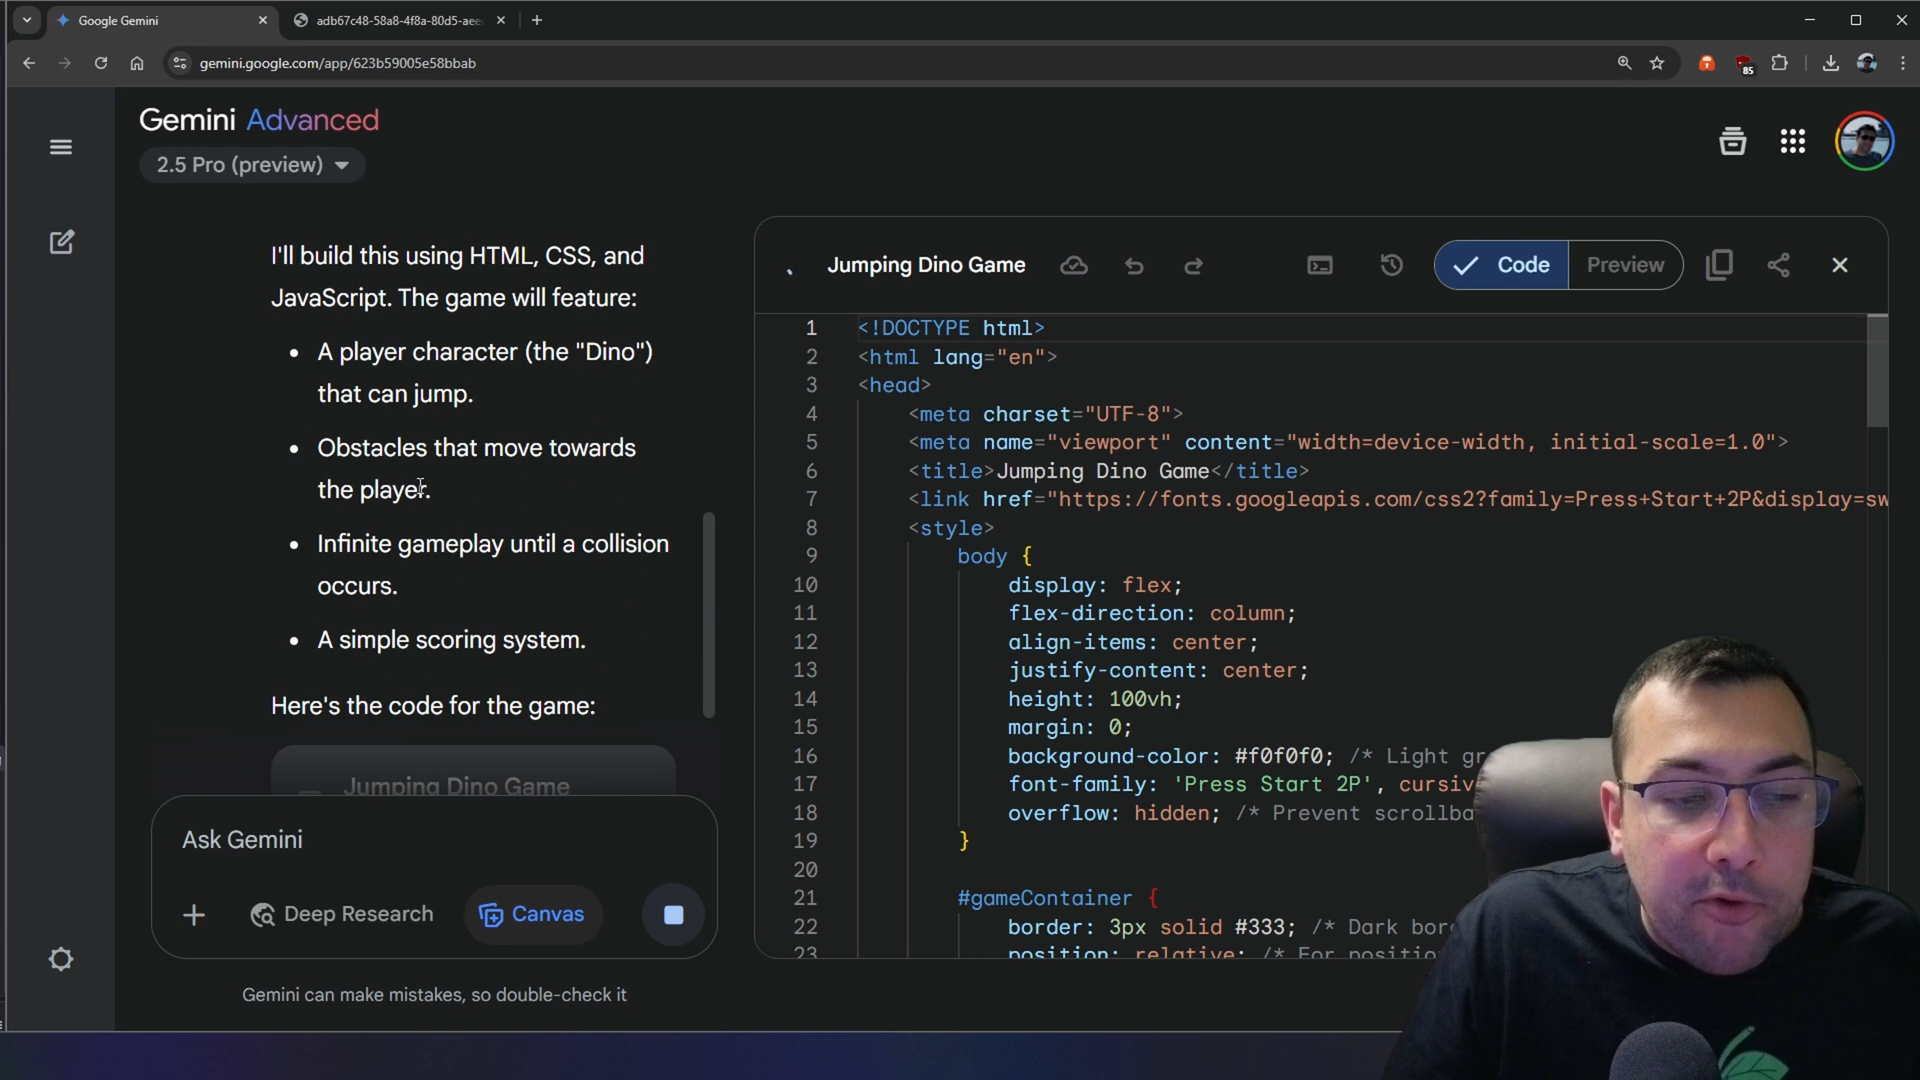 Google Gemini
adb67c48-58a8-4f8a-80d5-aee
gemini.google.com/app/623b59005e58bbab
85
Gemini Advanced
2.5 Pro (preview)
I'll build this using HTML, CSS, and
JavaScript. The game will feature:
• A player character (the "Dino")
that can jump.
• Obstacles that move towards
the player.
• Infinite gameplay until a collision
occurs.
• A simple scoring system.
Here's the code for the game:
Jumping Dino Game
Ask Gemini
Deep Research
Canvas
Gemini can make mistakes, so double-check it
Jumping Dino Game
Code
Preview
1 <!DOCTYPE html>
2 <html lang="en">
3 <head>
4 <meta charset="UTF-8">
5 <meta name="viewport" content="width=device-width, initial-scale=1.0">
6 <title>Jumping Dino Game</title>
7 <link href="https://fonts.googleapis.com/css2?family=Press+Start+2P&display=sw
8 <style>
9 body {
10 display: flex;
11 flex-direction: column;
12 align-items: center;
13 justify-content: center;
14 height: 100vh;
15 margin: 0;
16 background-color: #f0f0f0; /* Light gr
17 font-family: 'Press Start 2P', cursiv
18 overflow: hidden; /* Prevent scrollba
19 }
20
21 #gameContainer {
22 border: 3px solid #333; /* Dark bor
23 position: relative; /* For position